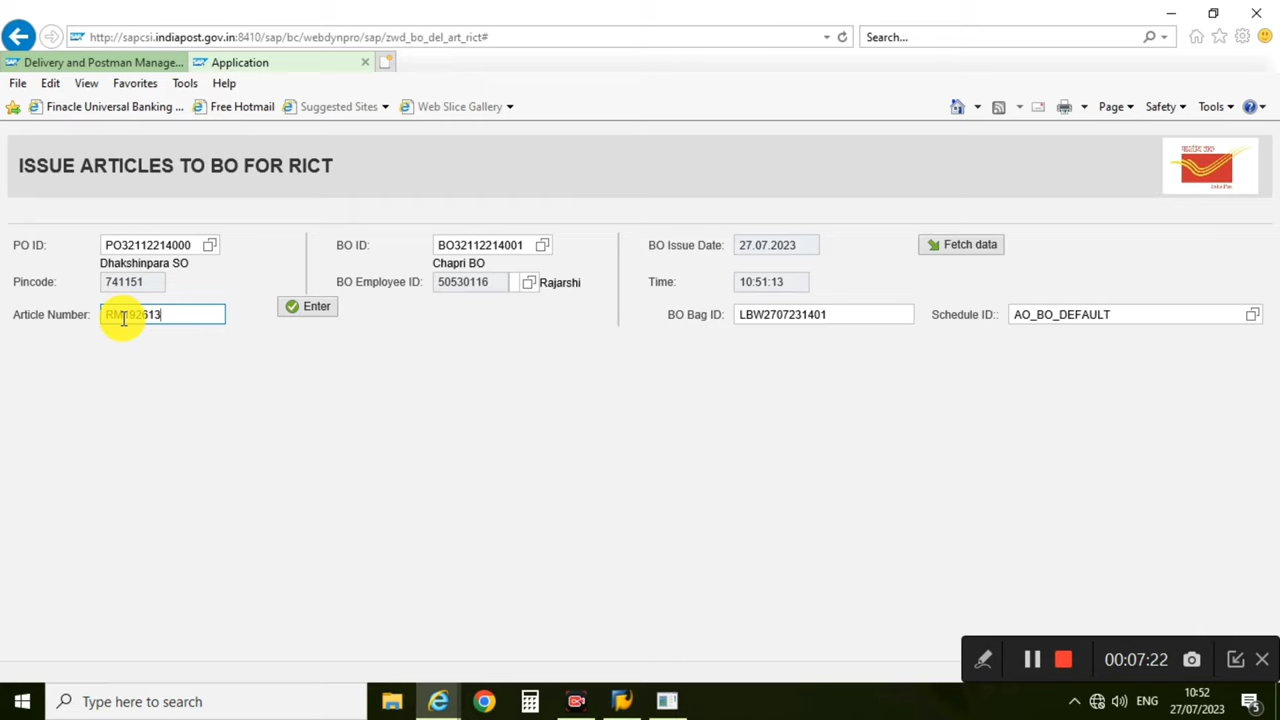 http://sapcsi.indiapost.gov.in:8410/sap/bc/webdynpro/sap/zwd_bo_del_art_rict#
Search...
Delivery and Postman Manage...
Application
File Edit View Favorites Tools Help
Finacle Universal Banking ... Free Hotmail Suggested Sites Web Slice Gallery
Page Safety Tools
ISSUE ARTICLES TO BO FOR RICT
India Post
PO ID: PO32112214000 BO ID: BO32112214001 BO Issue Date: 27.07.2023 Fetch data
Dhakshinpara SO Chapri BO
Pincode: 741151 BO Employee ID: 50530116 Rajarshi Time: 10:51:13
Article Number: RM192613 Enter BO Bag ID: LBW2707231401 Schedule ID:: AO_BO_DEFAULT
00:07:22
Type here to search
ENG
10:52
27/07/2023
5